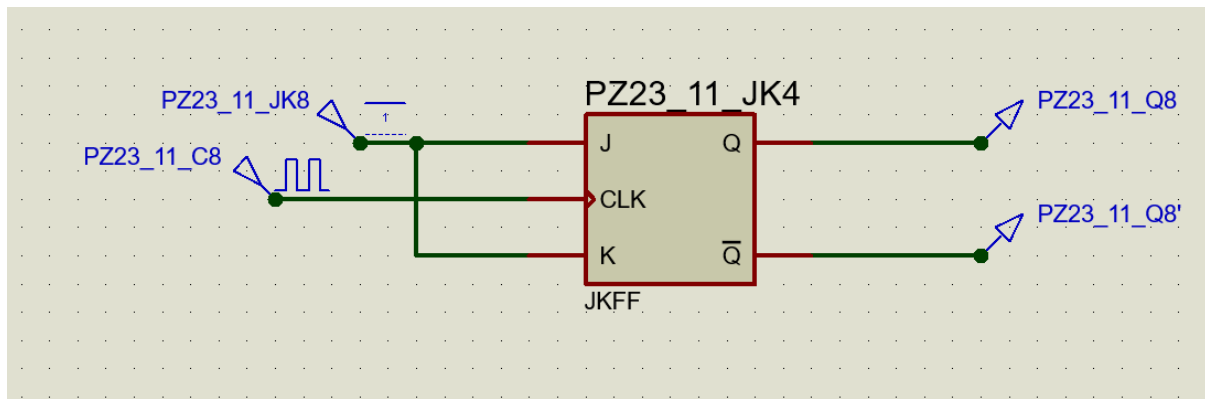 PZ23_11_JK4
PZ23_11_JK8
PZ23_11_Q8
J
Q
PZ23_11_C8
CLK
PZ23_11_Q8'
K
Q̅
JKFF